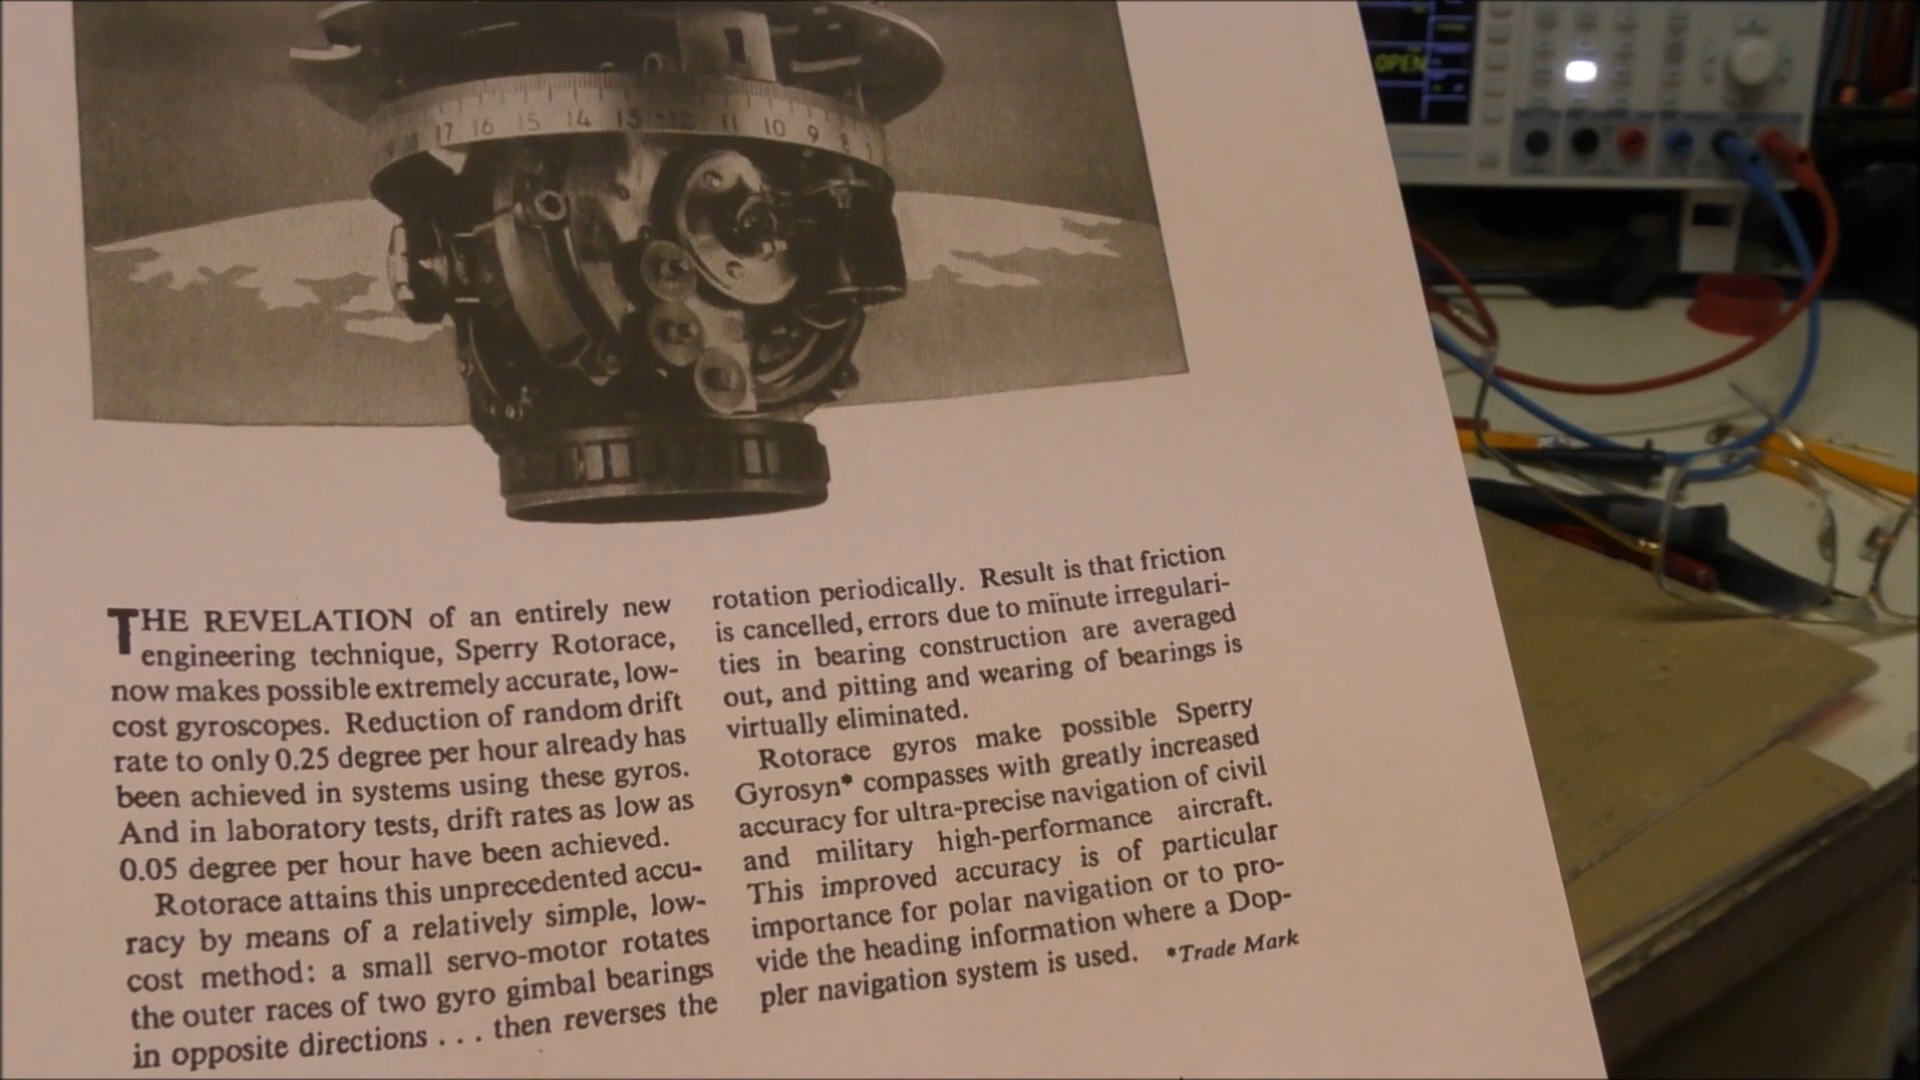 17 16 15 14 13 12 11 10 9 8
OPEN
THE REVELATION of an entirely new
engineering technique, Sperry Rotorace,
now makes possible extremely accurate, low-
cost gyroscopes. Reduction of random drift
rate to only 0.25 degree per hour already has
been achieved in systems using these gyros.
And in laboratory tests, drift rates as low as
0.05 degree per hour have been achieved.
Rotorace attains this unprecedented accu-
racy by means of a relatively simple, low-
cost method: a small servo-motor rotates
the outer races of two gyro gimbal bearings
in opposite directions . . . then reverses the
rotation periodically. Result is that friction
is cancelled, errors due to minute irregulari-
ties in bearing construction are averaged
out, and pitting and wearing of bearings is
virtually eliminated.
Rotorace gyros make possible Sperry
Gyrosyn* compasses with greatly increased
accuracy for ultra-precise navigation of civil
and military high-performance aircraft.
This improved accuracy is of particular
importance for polar navigation or to pro-
vide the heading information where a Dop-
pler navigation system is used. *Trade Mark